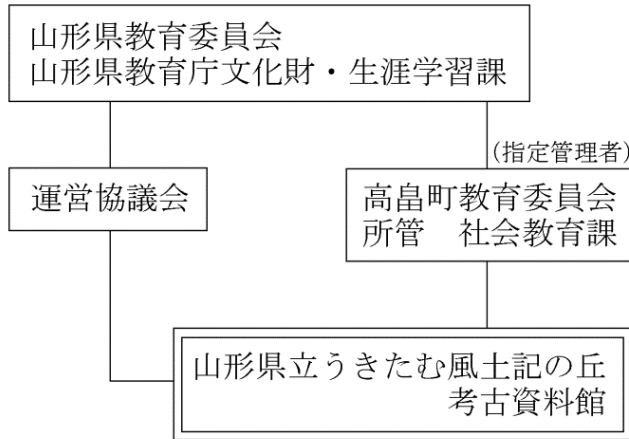 山形県教育委員会
山形県教育庁文化財・生涯学習課
(指定管理者)
運営協議会
高畠町教育委員会
所管　社会教育課
山形県立うきたむ風土記の丘
考古資料館